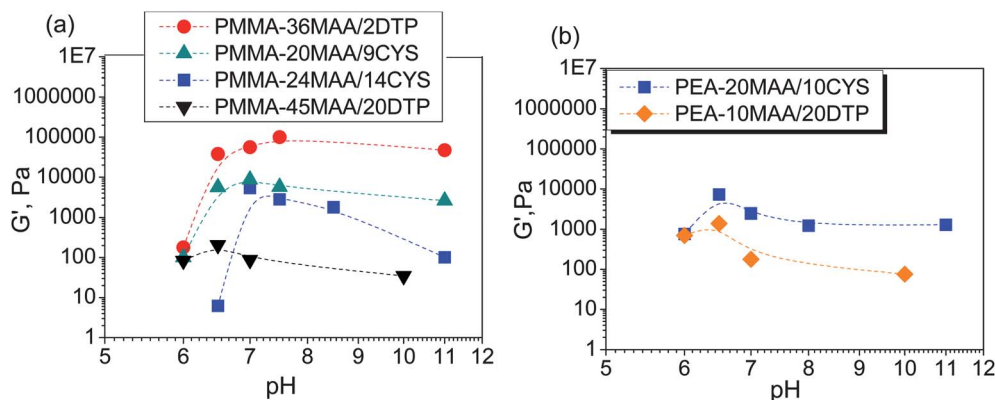 (a)
PMMA-36MAA/2DTP
PMMA-20MAA/9CYS
PMMA-24MAA/14CYS
PMMA-45MAA/20DTP
1E7
1000000
100000
10000
1000
100
10
1
G',Pa
5 6 7 8 9 10 11 12
pH
(b)
PEA-20MAA/10CYS
PEA-10MAA/20DTP
1E7
1000000
100000
10000
1000
100
10
1
G',Pa
5 6 7 8 9 10 11 12
pH